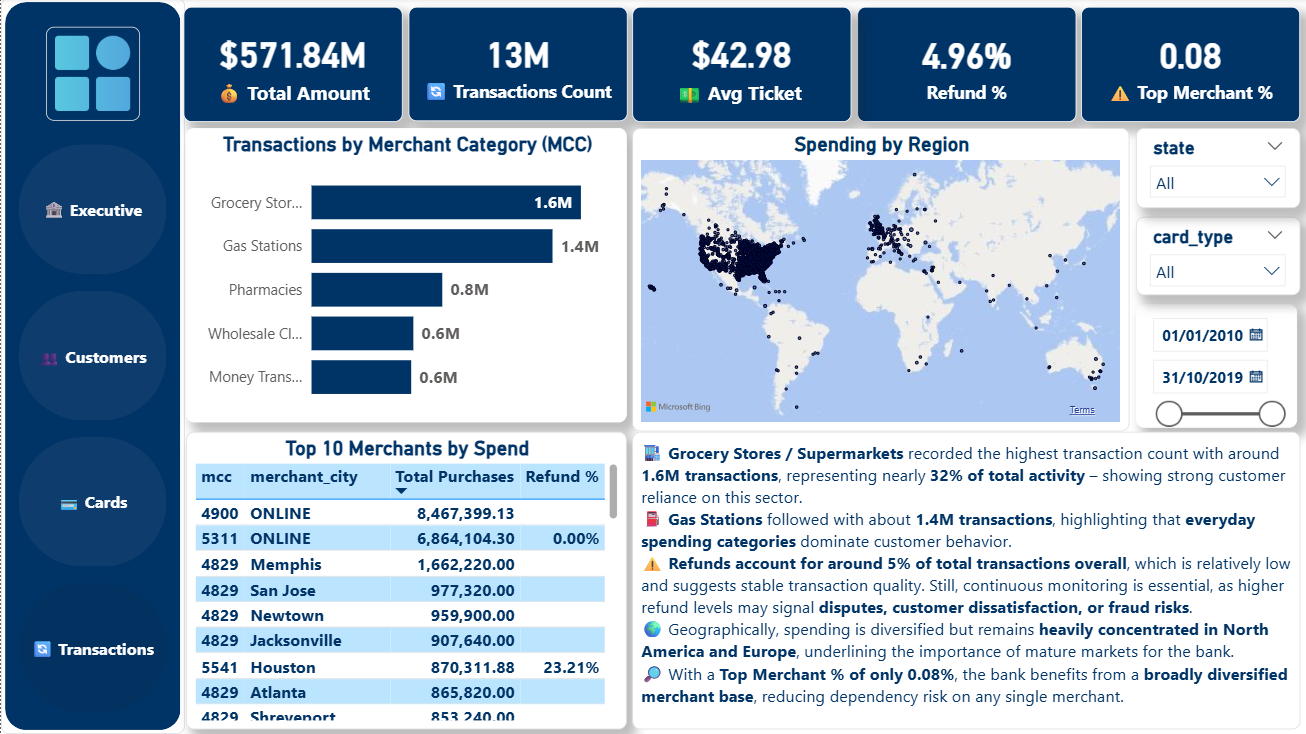 $571.84M
💰 Total Amount
13M
🔄 Transactions Count
$42.98
💵 Avg Ticket
4.96%
Refund %
0.08
⚠️ Top Merchant %
🏦 Executive
👥 Customers
💳 Cards
🔄 Transactions
Transactions by Merchant Category (MCC)
Grocery Stor... 1.6M
Gas Stations 1.4M
Pharmacies 0.8M
Wholesale Cl... 0.6M
Money Trans... 0.6M
Spending by Region
Microsoft Bing
Terms
state
All
card_type
All
01/01/2010
31/10/2019
Top 10 Merchants by Spend
mcc merchant_city Total Purchases Refund %
4900 ONLINE 8,467,399.13
5311 ONLINE 6,864,104.30 0.00%
4829 Memphis 1,662,220.00
4829 San Jose 977,320.00
4829 Newtown 959,900.00
4829 Jacksonville 907,640.00
5541 Houston 870,311.88 23.21%
4829 Atlanta 865,820.00
4829 Shreveport 853,240.00
🏪 Grocery Stores / Supermarkets recorded the highest transaction count with around
1.6M transactions, representing nearly 32% of total activity – showing strong customer
reliance on this sector.
⛽ Gas Stations followed with about 1.4M transactions, highlighting that everyday
spending categories dominate customer behavior.
⚠️ Refunds account for around 5% of total transactions overall, which is relatively low
and suggests stable transaction quality. Still, continuous monitoring is essential, as higher
refund levels may signal disputes, customer dissatisfaction, or fraud risks.
🌍 Geographically, spending is diversified but remains heavily concentrated in North
America and Europe, underlining the importance of mature markets for the bank.
🔎 With a Top Merchant % of only 0.08%, the bank benefits from a broadly diversified
merchant base, reducing dependency risk on any single merchant.